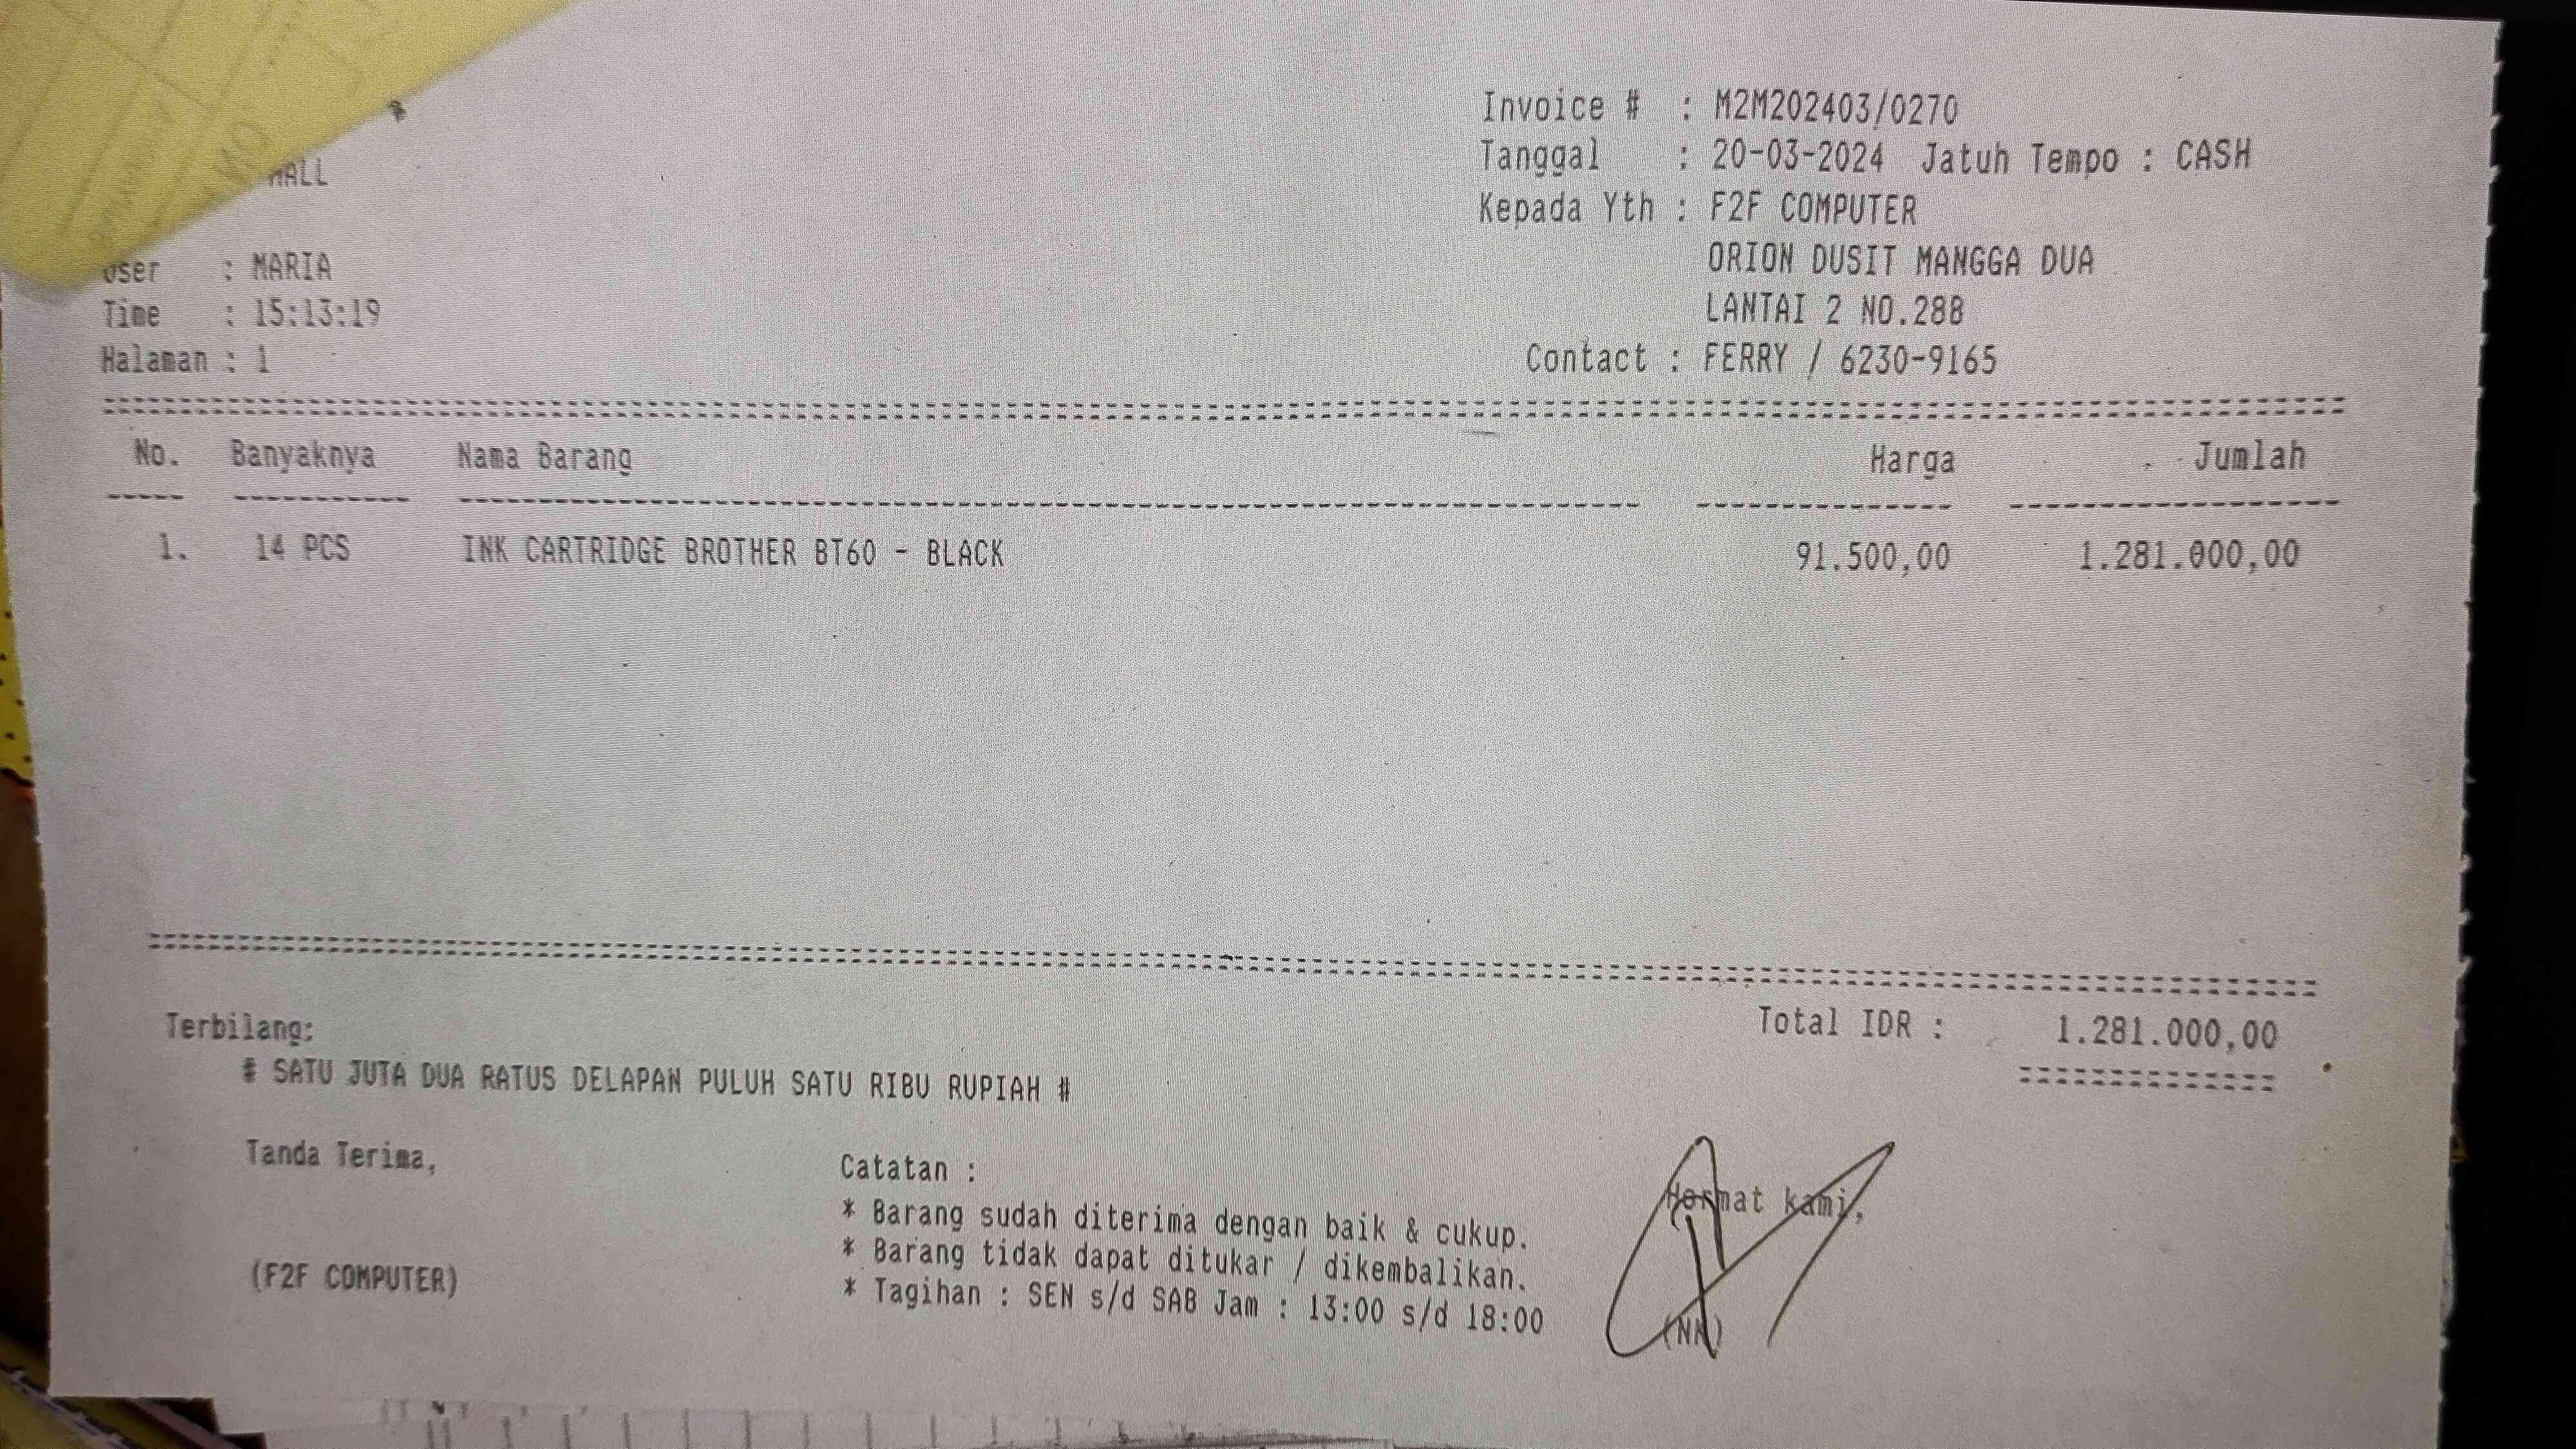 Invoice # : M2M202403/0270
Tanggal : 20-03-2024 Jatuh Tempo : CASH
Kepada Yth : F2F COMPUTER
ORION DUSIT MANGGA DUA
LANTAI 2 NO.288
Contact : FERRY / 6230-9165
User : MARIA
Time : 15:13:19
Halaman : 1
No. Banyaknya Nama Barang Harga Jumlah
1. 14 PCS INK CARTRIDGE BROTHER BT60 - BLACK 91.500,00 1.281.000,00
Total IDR : 1.281.000,00
Terbilang:
# SATU JUTA DUA RATUS DELAPAN PULUH SATU RIBU RUPIAH #
Tanda Terima,
(F2F COMPUTER)
Catatan :
* Barang sudah diterima dengan baik & cukup.
* Barang tidak dapat ditukar / dikembalikan.
* Tagihan : SEN s/d SAB Jam : 13:00 s/d 18:00
Hormat kami,